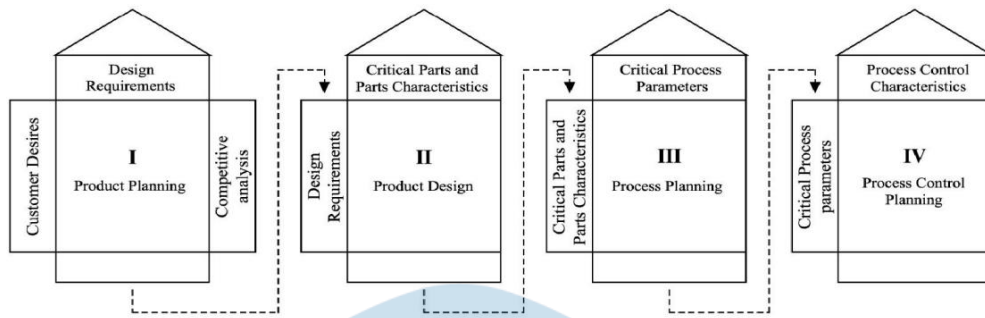 Design
Requirements
Customer Desires
I
Product Planning
Competitive
analysis
Critical Parts and
Parts Characteristics
Design
Requirements
II
Product Design
Critical Process
Parameters
Critical Parts and
Parts Characteristics
III
Process Planning
Process Control
Characteristics
Critical Process
parameters
IV
Process Control
Planning